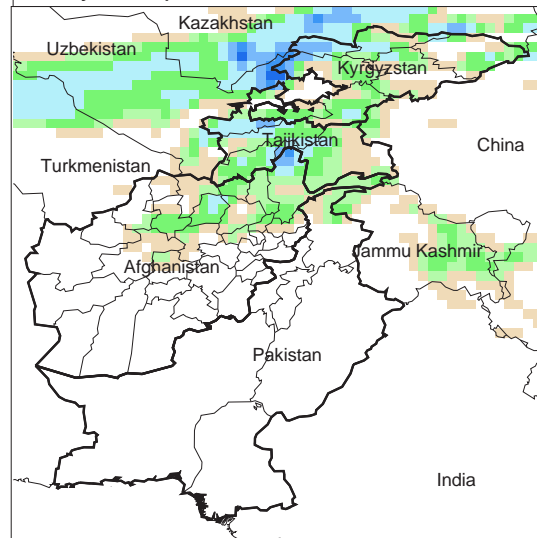 Kazakhstan
Uzbekistan
Kyrgyzstan
Tajikistan
China
Turkmenistan
Jammu Kashmir
Afghanistan
Pakistan
India